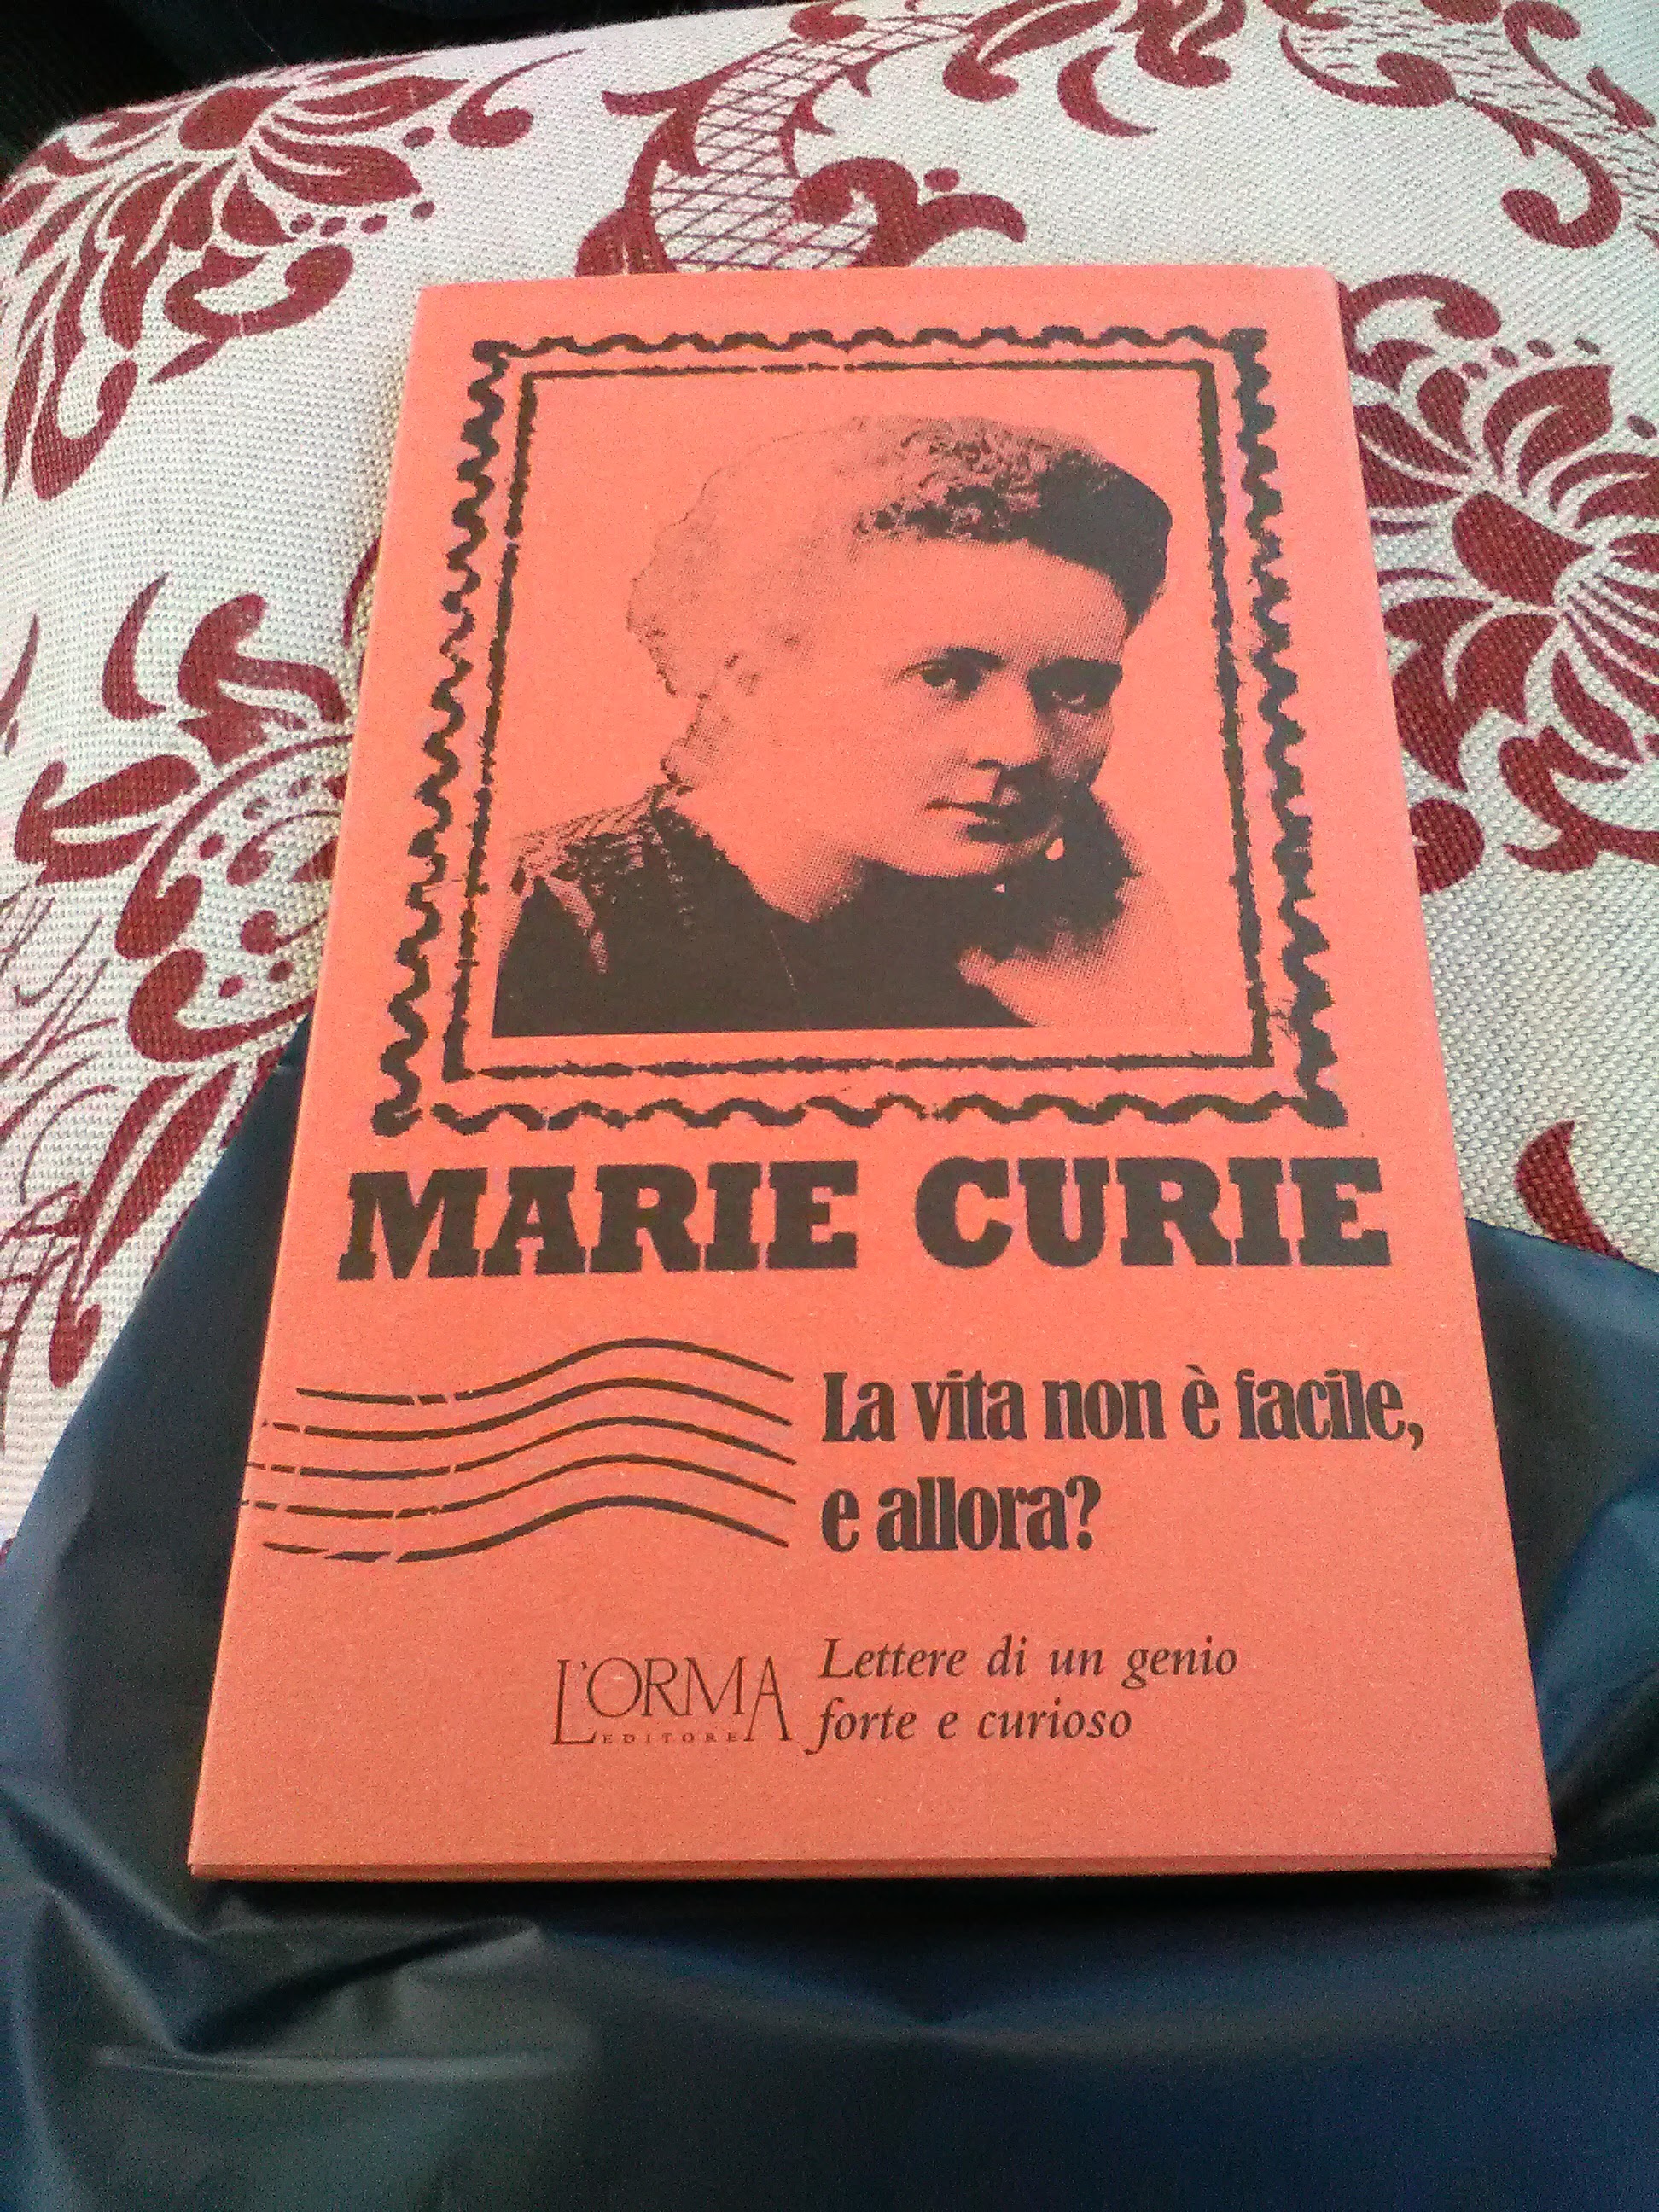 MARIE CURIE
La vita non è facile,
e allora?
L'ORMA
EDITORE
Lettere di un genio
forte e curioso